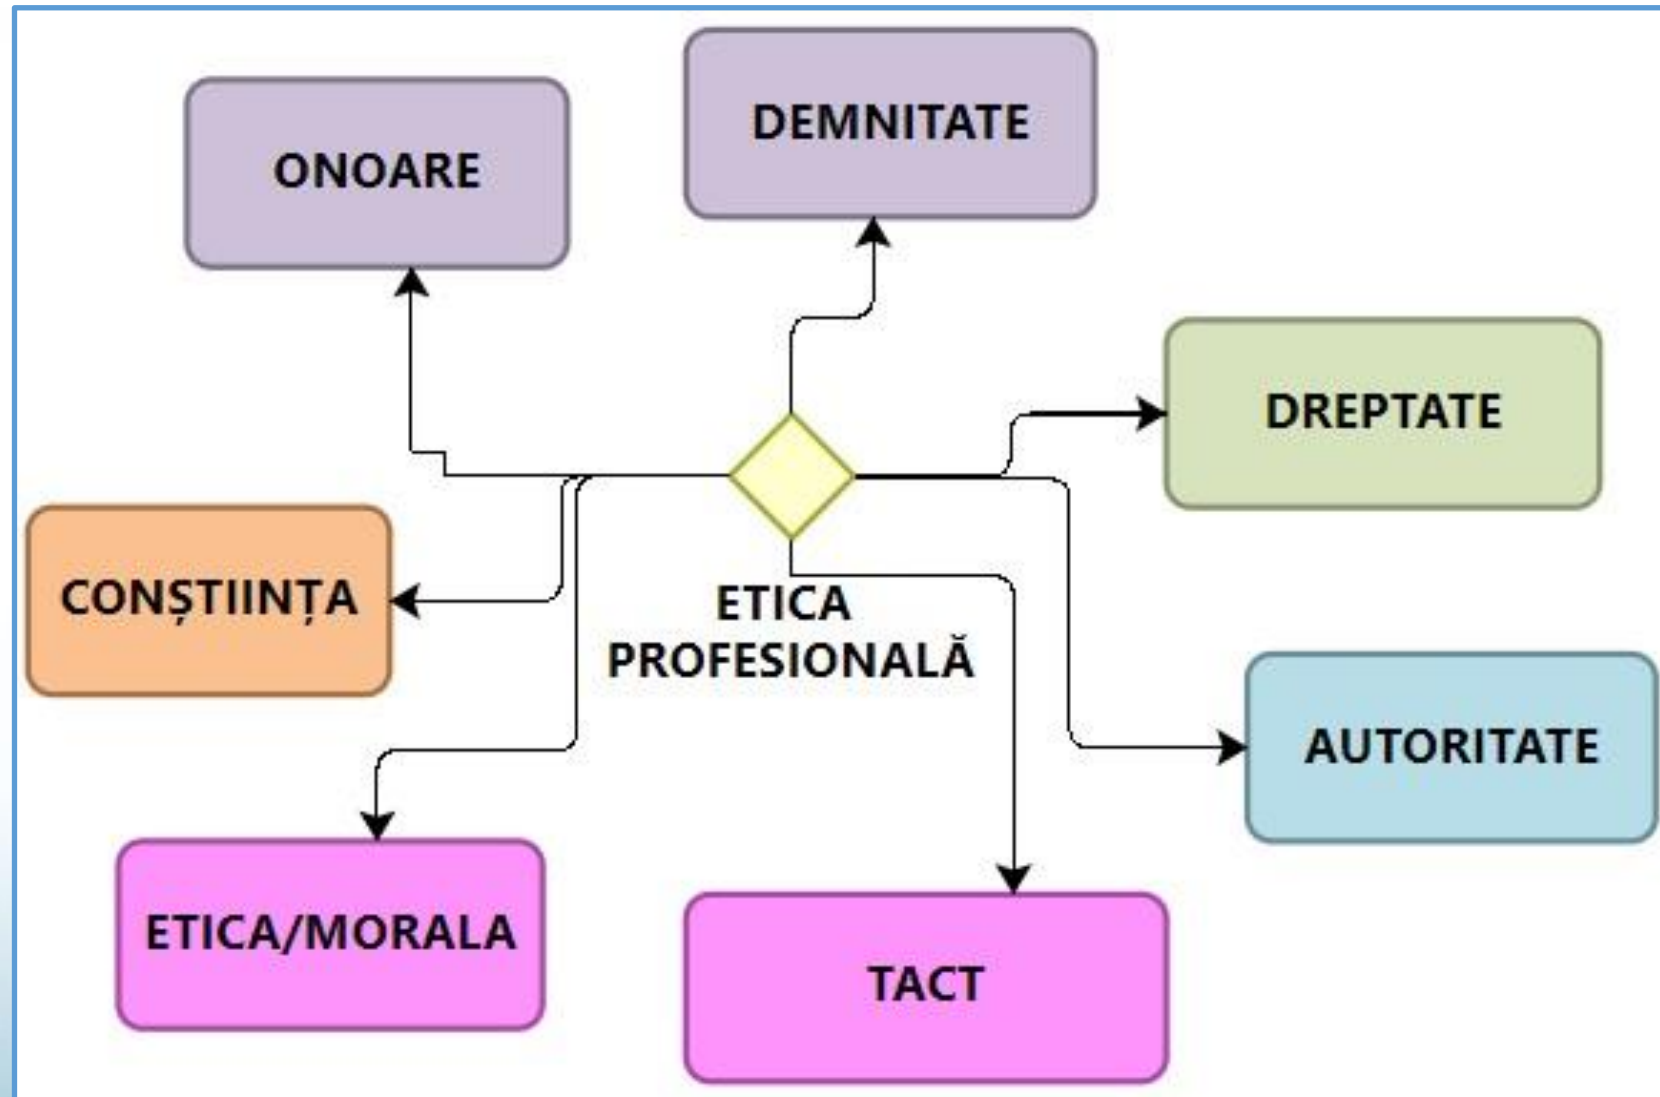 DEMNITATE
ONOARE
DREPTATE
CONȘTIINȚA
ETICA
PROFESIONALĂ
AUTORITATE
ETICA/MORALA
TACT